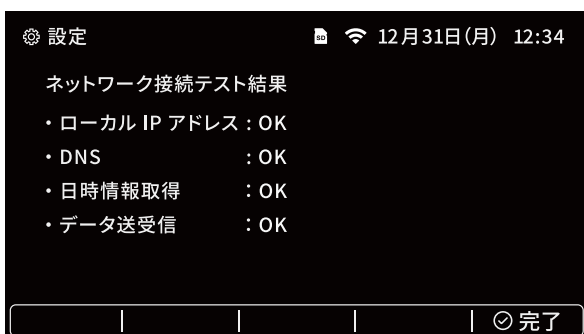 設定 SD 12月31日(月) 12:34
ネットワーク接続テスト結果
・ローカル IP アドレス : OK
・DNS : OK
・日時情報取得 : OK
・データ送受信 : OK
完了